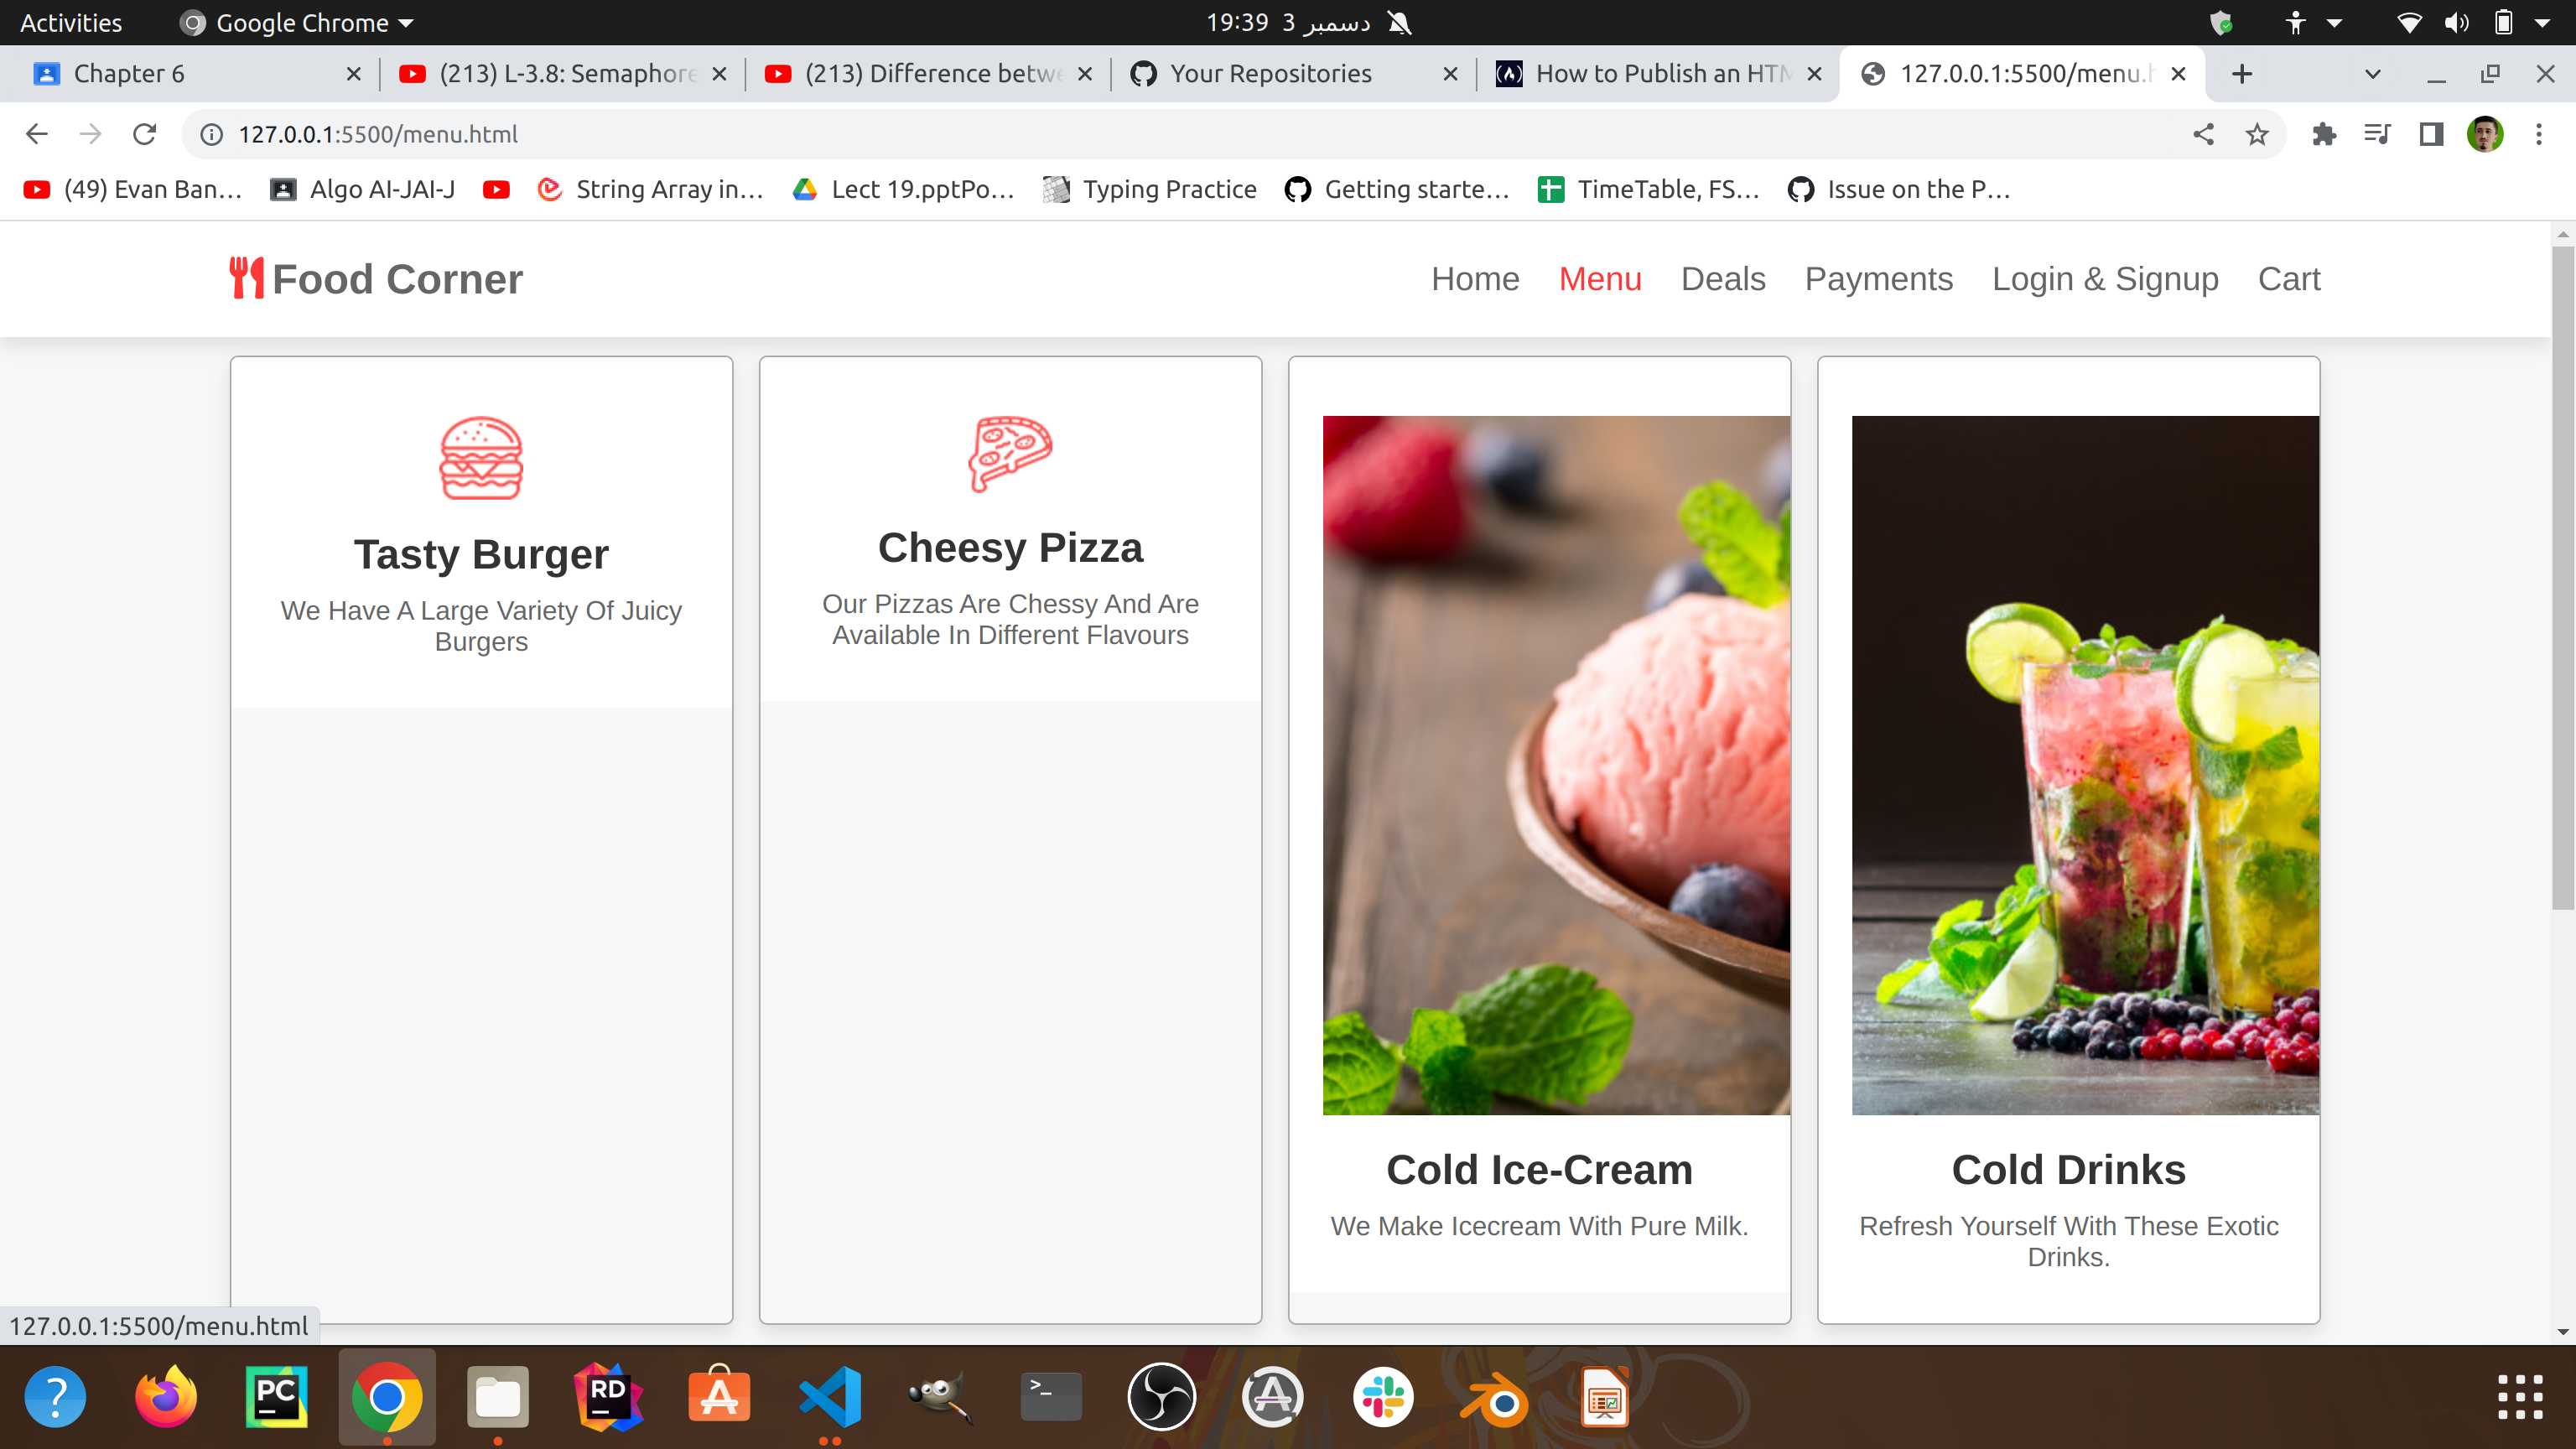 Activities
Google Chrome
19:39 3 دسمبر
Chapter 6
(213) L-3.8: Semaphore
(213) Difference betwe
Your Repositories
How to Publish an HTM
127.0.0.1:5500/menu.h
127.0.0.1:5500/menu.html
(49) Evan Ban...
Algo AI-JAI-J
String Array in...
Lect 19.pptPo...
Typing Practice
Getting starte...
TimeTable, FS...
Issue on the P...
Food Corner
Home
Menu
Deals
Payments
Login & Signup
Cart
Tasty Burger
We Have A Large Variety Of Juicy
Burgers
Cheesy Pizza
Our Pizzas Are Chessy And Are
Available In Different Flavours
Cold Ice-Cream
We Make Icecream With Pure Milk.
Cold Drinks
Refresh Yourself With These Exotic
Drinks.
127.0.0.1:5500/menu.html
PC
RD